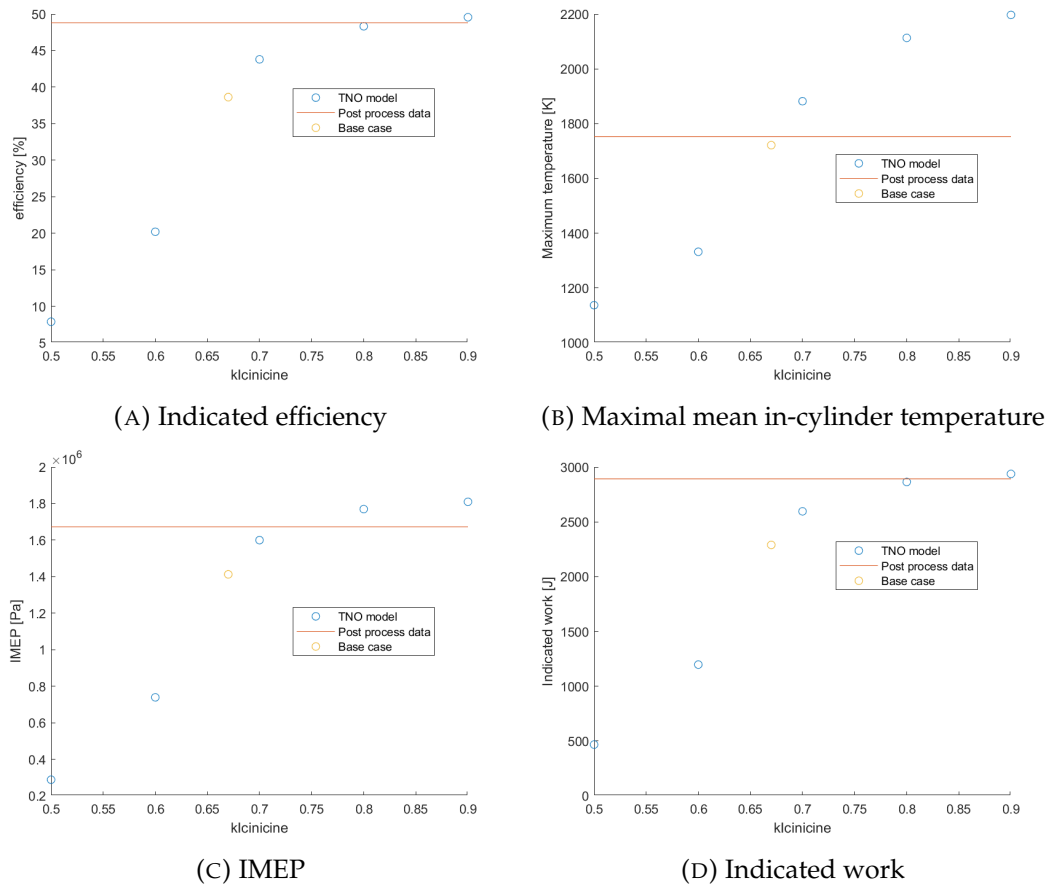 50
45
40
35
30
25
20
15
10
5
efficiency [%]
0.5 0.55 0.6 0.65 0.7 0.75 0.8 0.85 0.9
klcinicine
TNO model
Post process data
Base case
(A) Indicated efficiency
2200
2000
1800
1600
1400
1200
1000
Maximum temperature [K]
0.5 0.55 0.6 0.65 0.7 0.75 0.8 0.85 0.9
klcinicine
TNO model
Post process data
Base case
(B) Maximal mean in-cylinder temperature
×10⁶
2
1.8
1.6
1.4
1.2
1
0.8
0.6
0.4
0.2
IMEP [Pa]
0.5 0.55 0.6 0.65 0.7 0.75 0.8 0.85 0.9
klcinicine
TNO model
Post process data
Base case
(C) IMEP
3000
2500
2000
1500
1000
500
0
Indicated work [J]
0.5 0.55 0.6 0.65 0.7 0.75 0.8 0.85 0.9
klcinicine
TNO model
Post process data
Base case
(D) Indicated work